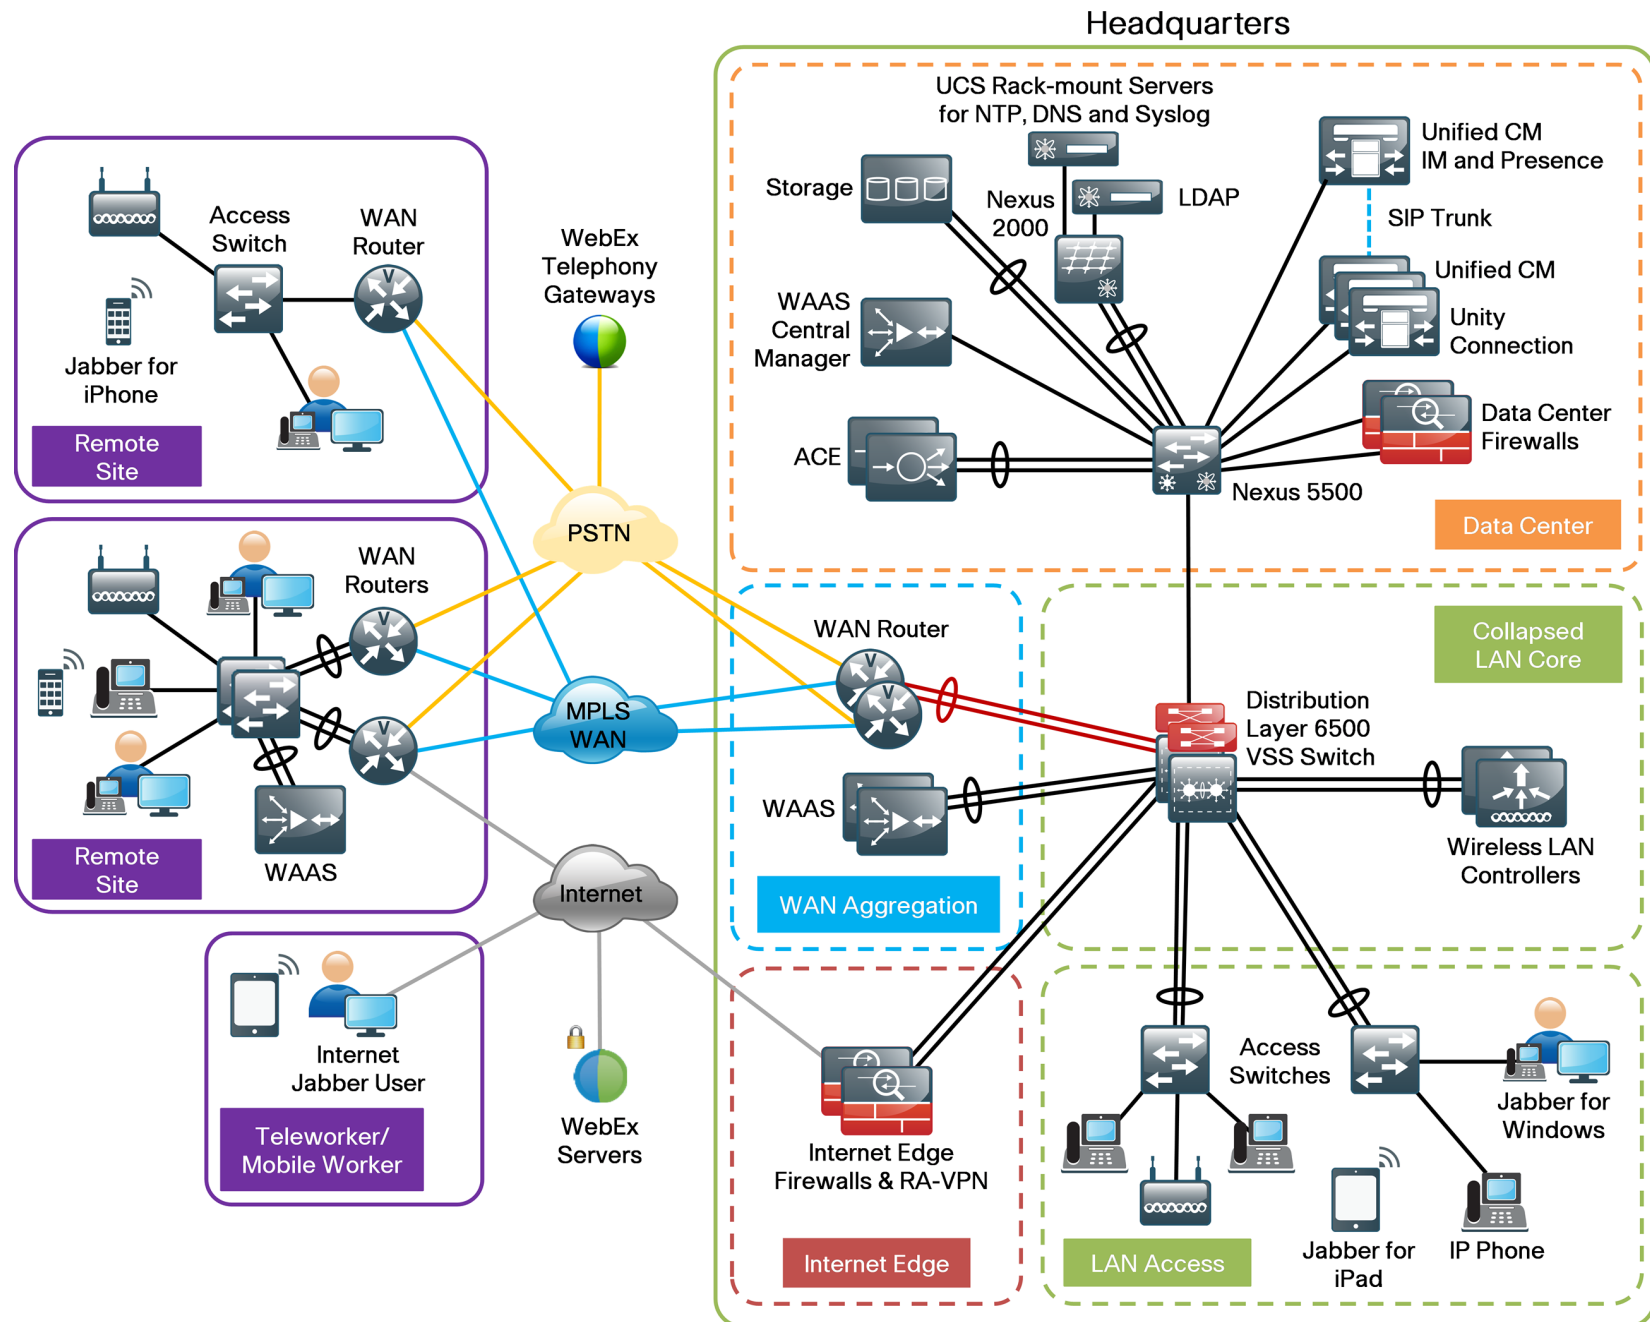 Headquarters
UCS Rack-mount Servers
for NTP, DNS and Syslog
Storage
Nexus
2000
LDAP
Unified CM
IM and Presence
SIP Trunk
Unified CM
Unity
Connection
WAAS
Central
Manager
ACE
Data Center
Firewalls
Nexus 5500
Data Center
Access
Switch
WAN
Router
V
Jabber for
iPhone
Remote
Site
WebEx
Telephony
Gateways
PSTN
WAN
Routers
V
V
WAAS
Remote
Site
MPLS
WAN
Internet
Internet
Jabber User
Teleworker/
Mobile Worker
WebEx
Servers
WAN Router
V
V
WAAS
WAN Aggregation
Collapsed
LAN Core
Distribution
Layer 6500
VSS Switch
Wireless LAN
Controllers
Internet Edge
Firewalls & RA-VPN
Internet Edge
Access
Switches
Jabber for
Windows
Jabber for
iPad
IP Phone
LAN Access